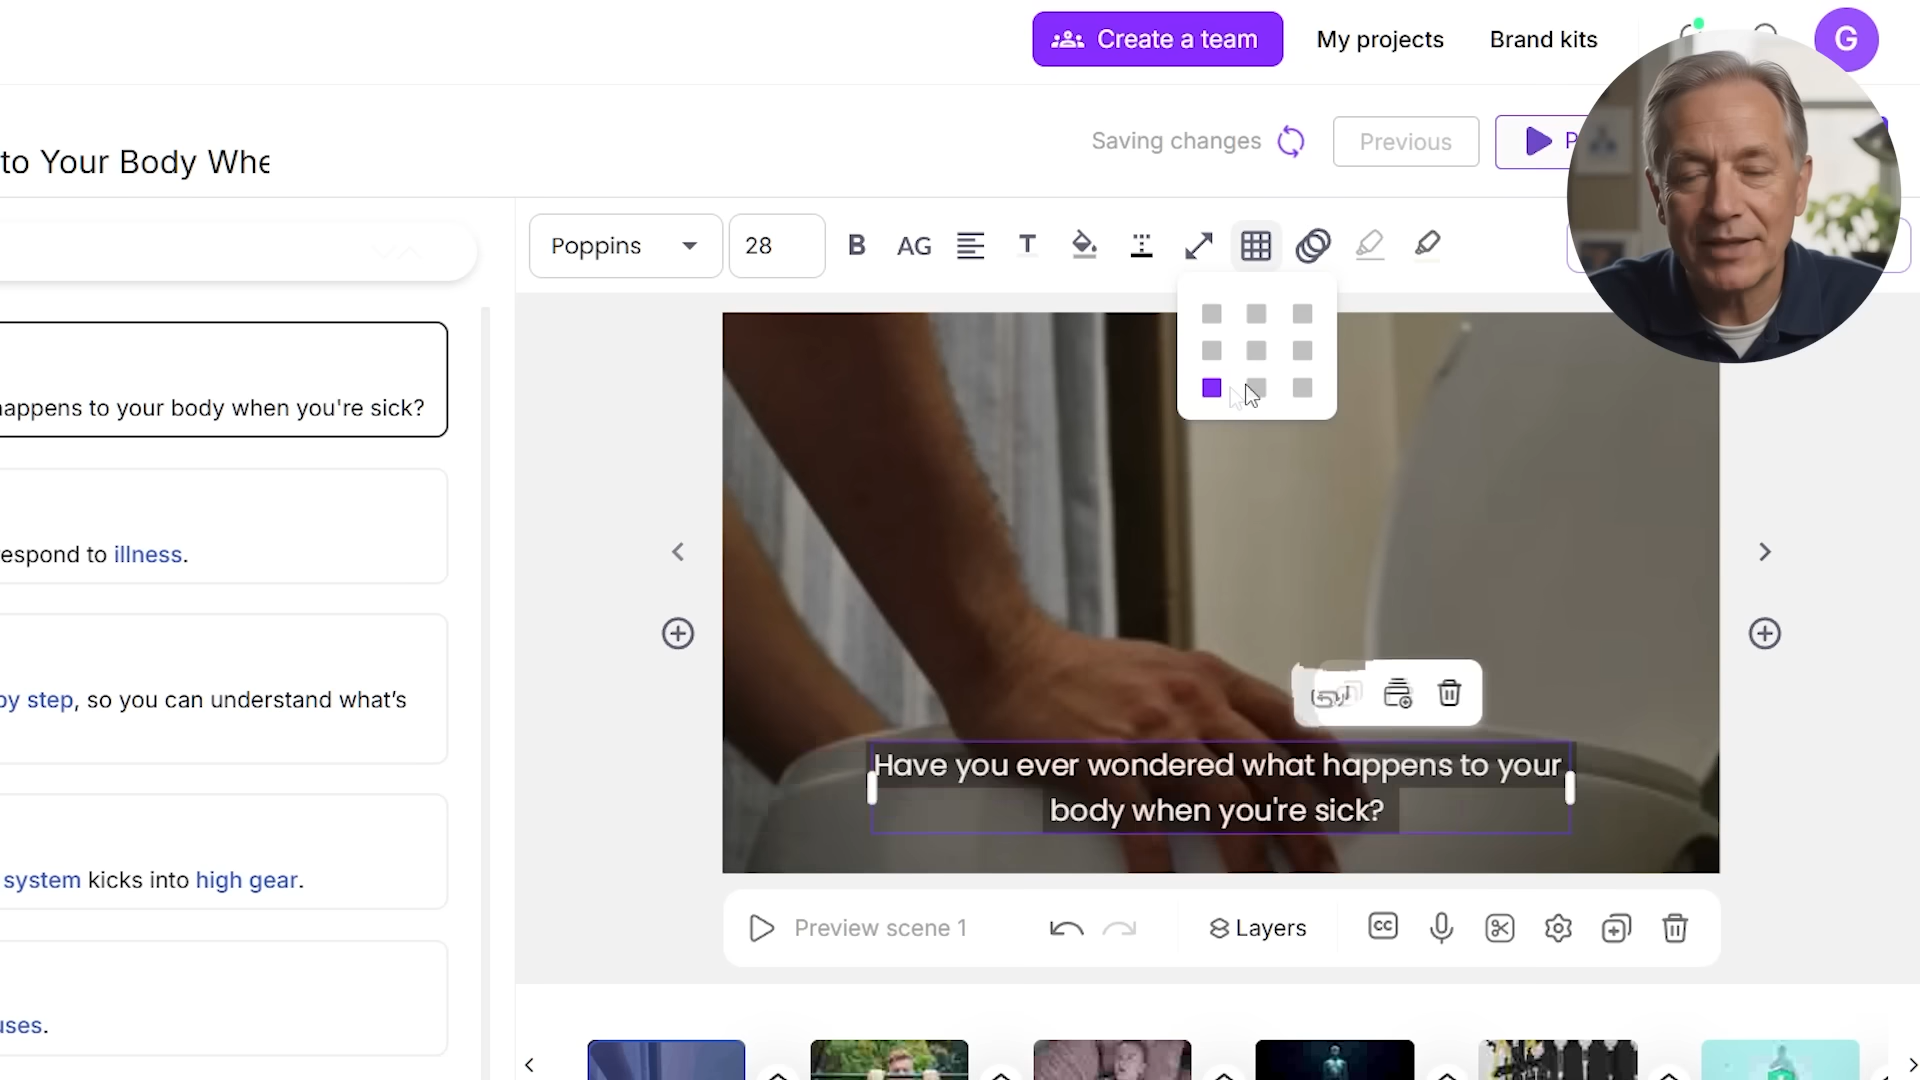 Create a team
My projects
Brand kits
G
to Your Body Whe
Saving changes
Previous
P
Poppins
28
B
AG
T
appens to your body when you're sick?
espond to illness.
by step, so you can understand what's
system kicks into high gear.
uses.
Have you ever wondered what happens to your
body when you're sick?
Preview scene 1
Layers
CC